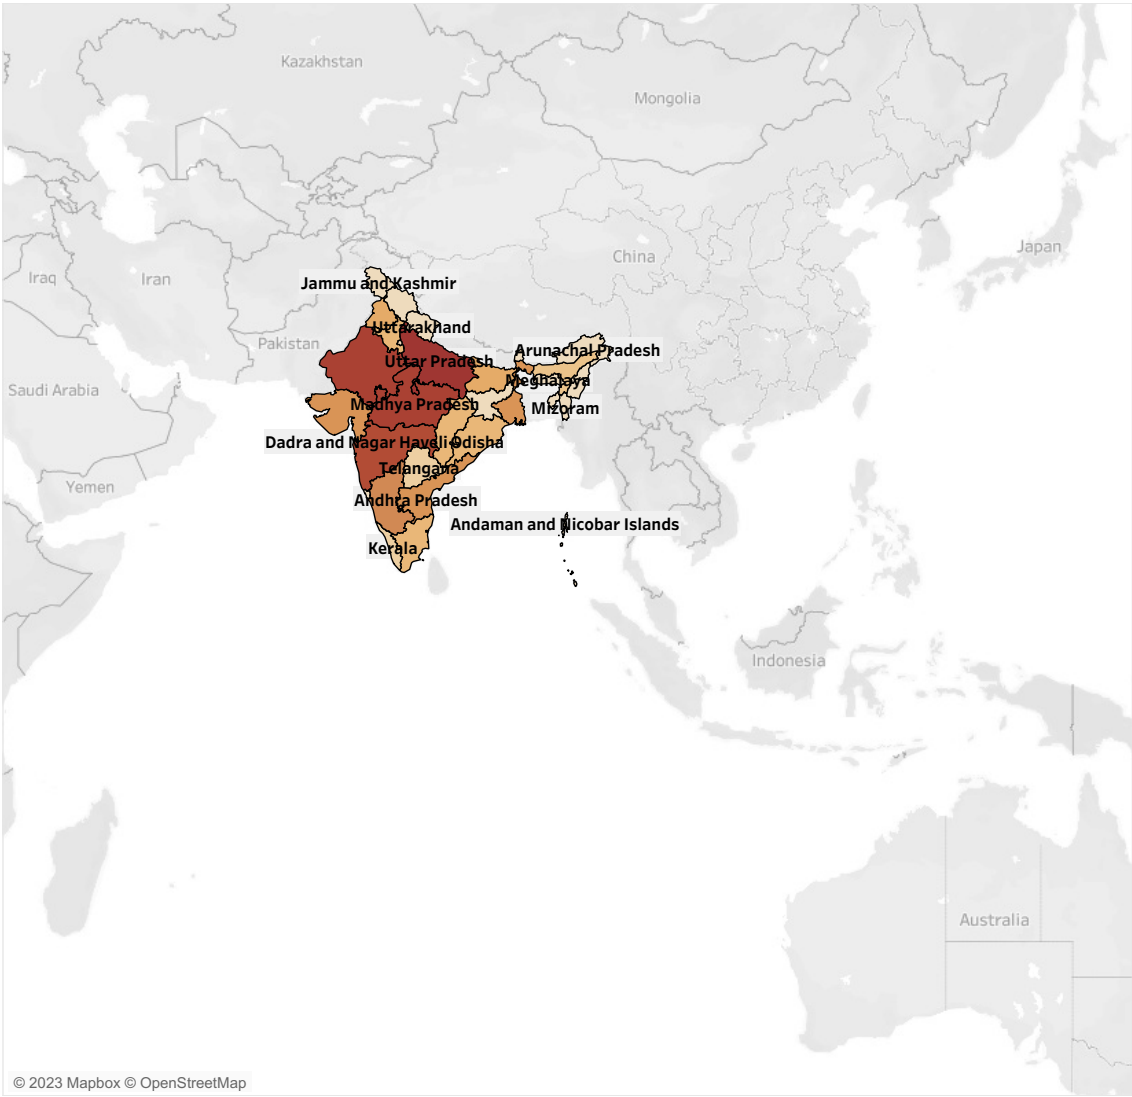 Kazakhstan
Mongolia
Japan
China
Iraq
Iran
Jammu and Kashmir
Uttarakhand
Pakistan
Arunachal Pradesh
Uttar Pradesh
Meghalaya
Saudi Arabia
Madhya Pradesh
Mizoram
Dadra and Nagar Haveli
Odisha
Telangana
Yemen
Andhra Pradesh
Andaman and Nicobar Islands
Kerala
Indonesia
Australia
© 2023 Mapbox © OpenStreetMap